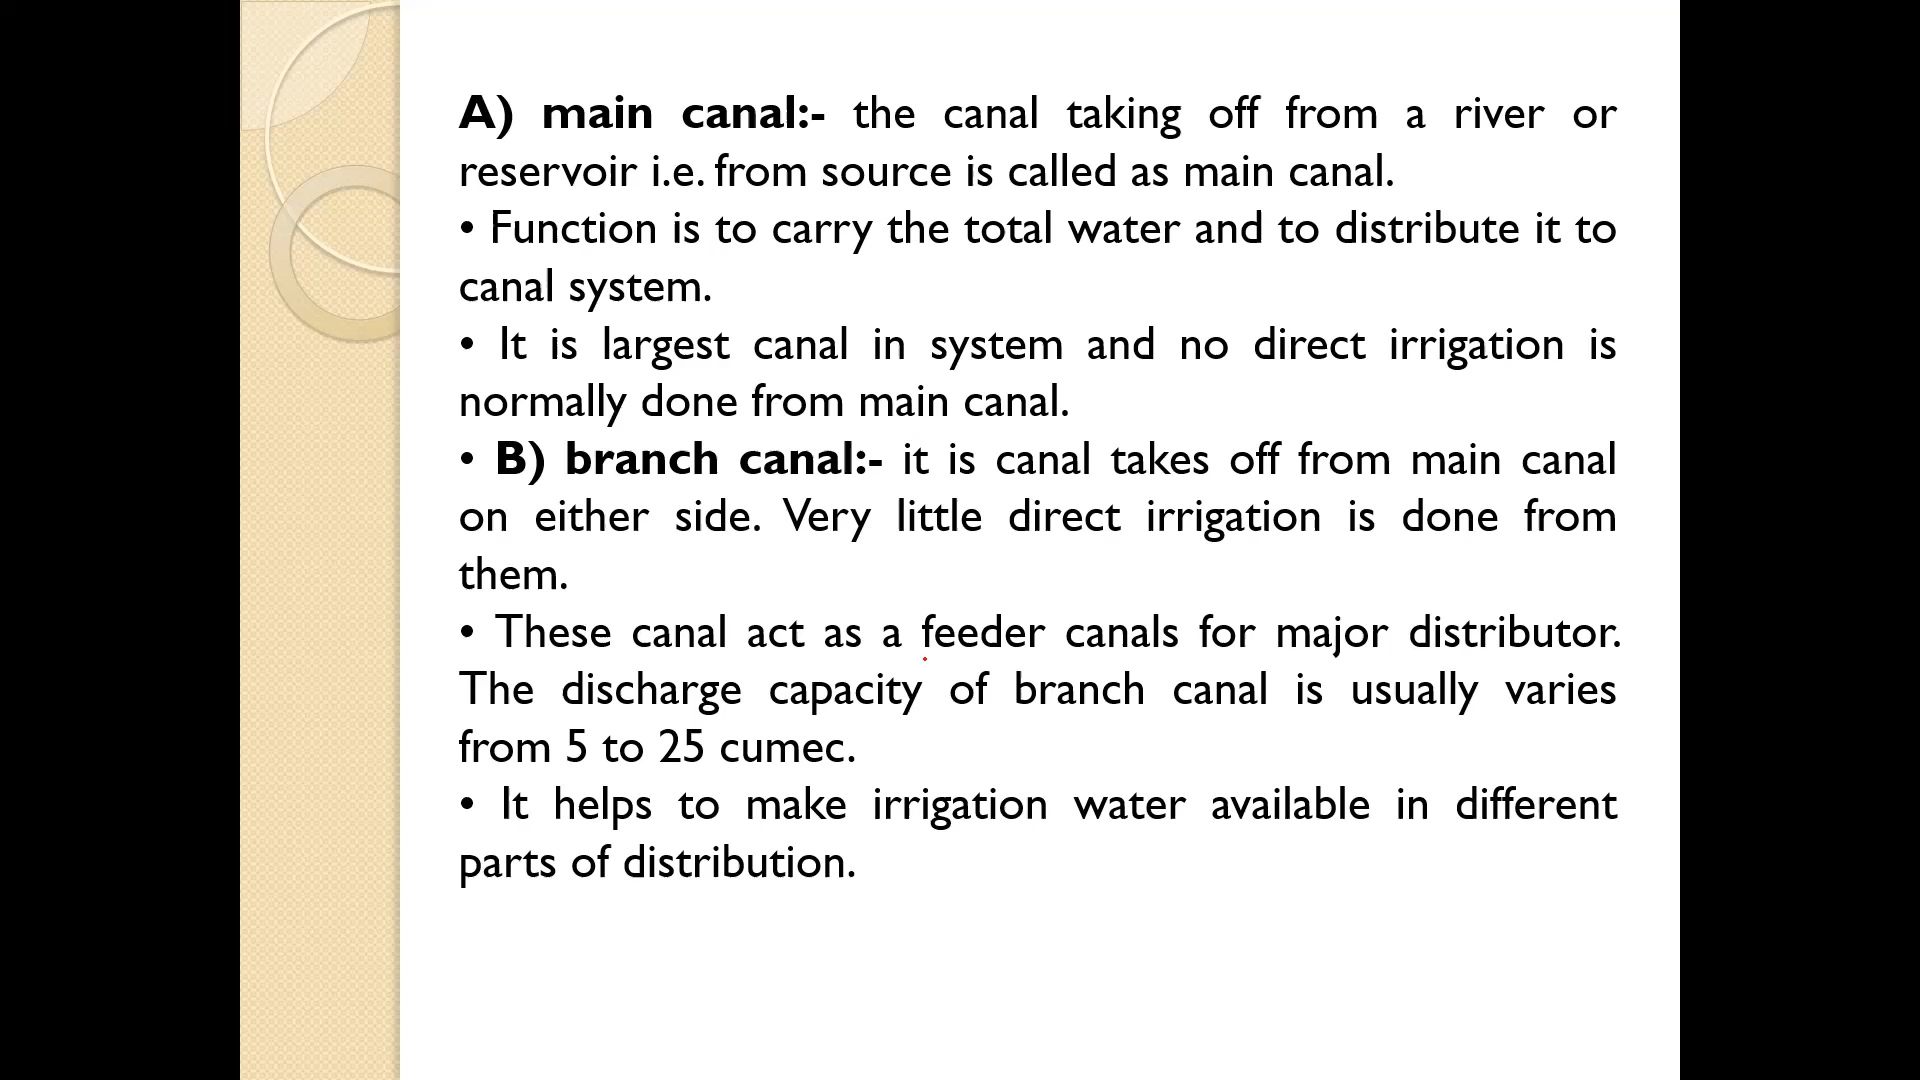 A) main canal:- the canal taking off from a river or
reservoir i.e. from source is called as main canal.
• Function is to carry the total water and to distribute it to
canal system.
• It is largest canal in system and no direct irrigation is
normally done from main canal.
• B) branch canal:- it is canal takes off from main canal
on either side. Very little direct irrigation is done from
them.
• These canal act as a feeder canals for major distributor.
The discharge capacity of branch canal is usually varies
from 5 to 25 cumec.
• It helps to make irrigation water available in different
parts of distribution.